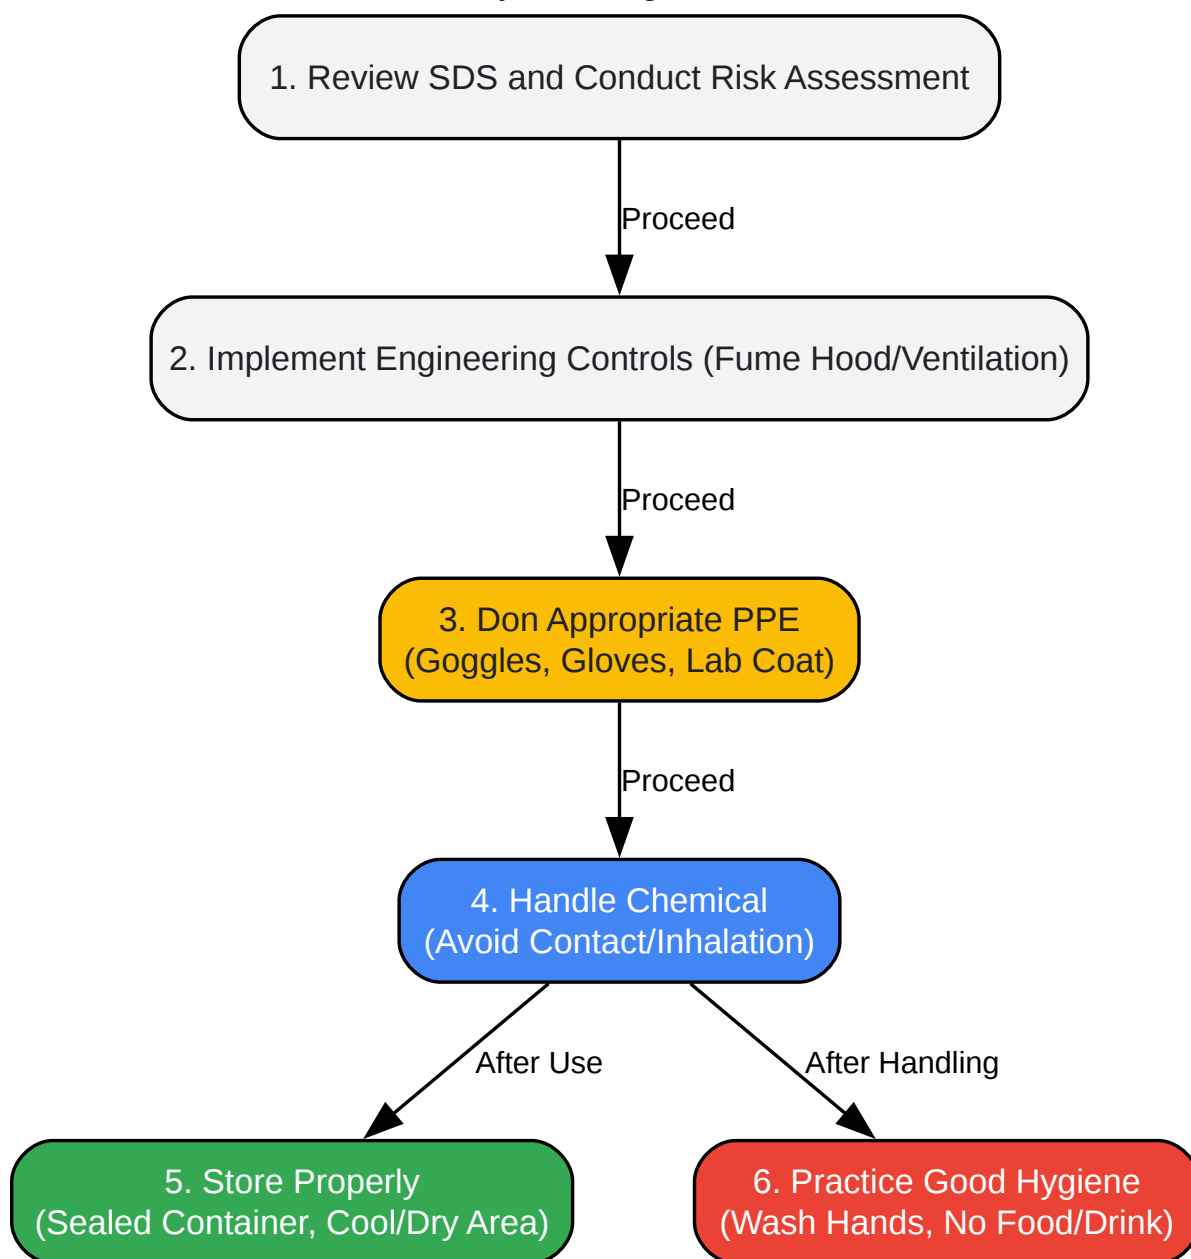 1. Review SDS and Conduct Risk Assessment
Proceed
2. Implement Engineering Controls (Fume Hood/Ventilation)
Proceed
3. Don Appropriate PPE
(Goggles, Gloves, Lab Coat)
Proceed
4. Handle Chemical
(Avoid Contact/Inhalation)
After Use
After Handling
5. Store Properly
(Sealed Container, Cool/Dry Area)
6. Practice Good Hygiene
(Wash Hands, No Food/Drink)